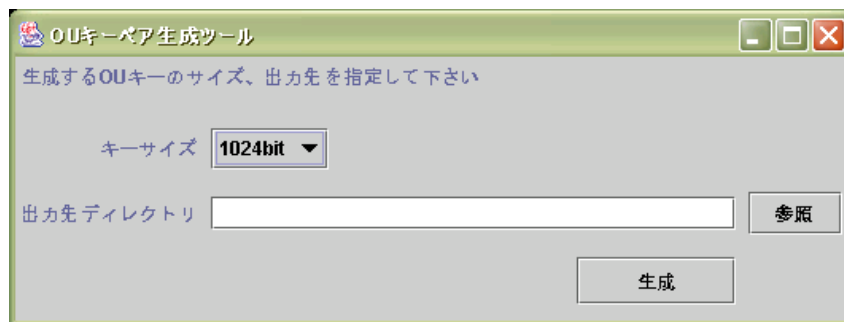 OUキーペア生成ツール
生成するOUキーのサイズ、出力先を指定して下さい
キーサイズ 1024bit
出力先ディレクトリ 参照
生成